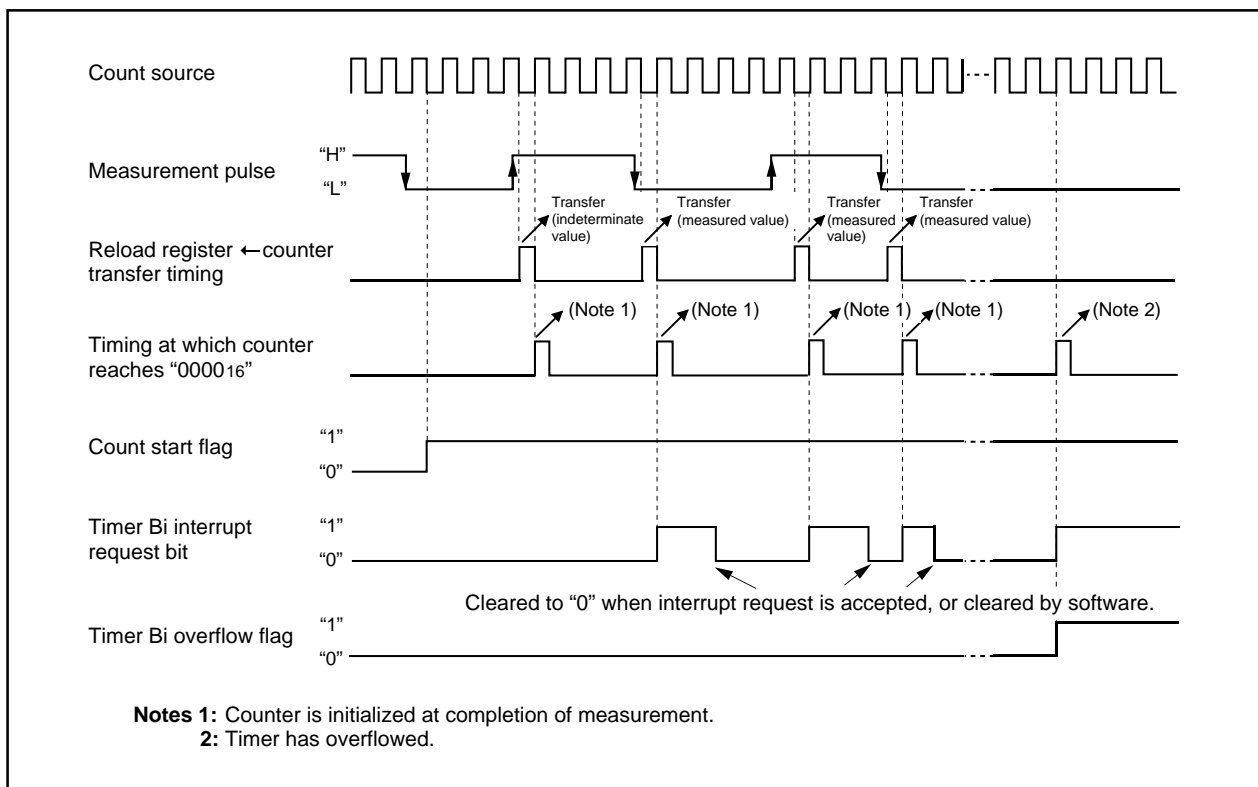 Count source
Measurement pulse
“H”
“L”
Transfer
(indeterminate
value)
Transfer
(measured value)
Transfer
(measured
value)
Transfer
(measured value)
Reload register ←counter
transfer timing
(Note 1)
(Note 1)
(Note 1)
(Note 1)
(Note 2)
Timing at which counter
reaches “000016”
Count start flag
“1”
“0”
Timer Bi interrupt
request bit
“1”
“0”
Cleared to “0” when interrupt request is accepted, or cleared by software.
Timer Bi overflow flag
“1”
“0”
Notes 1: Counter is initialized at completion of measurement.
2: Timer has overflowed.